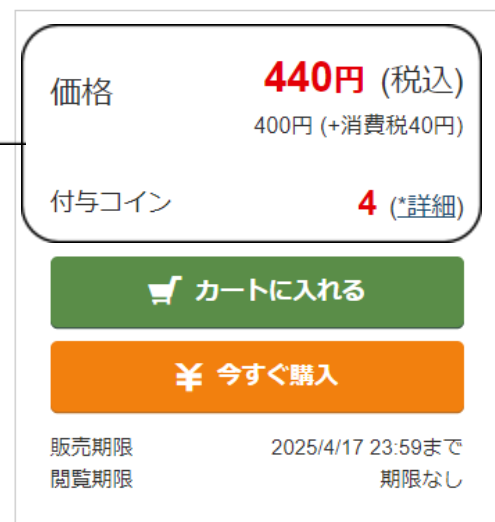 価格 440円 (税込)
400円 (+消費税40円)
付与コイン 4 (*詳細)
カートに入れる
¥ 今すぐ購入
販売期限 2025/4/17 23:59まで
閲覧期限 期限なし